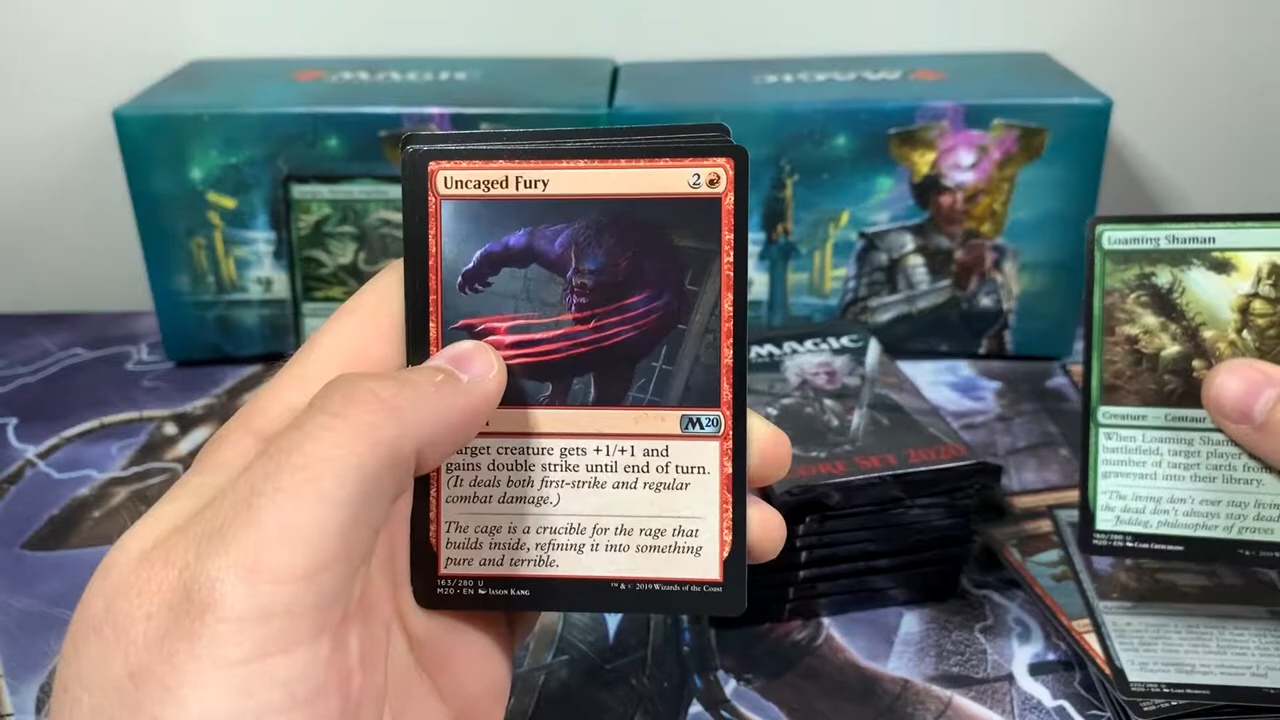 MAGIC
MAGIC
Uncaged Fury 2
M20
arget creature gets +1/+1 and
gains double strike until end of turn.
(It deals both first-strike and regular
combat damage.)
The cage is a crucible for the rage that
builds inside, refining it into something
pure and terrible.
163/280 U
M20 • EN Jason Kang
™ & © 2019 Wizards of the Coast
MAGIC
CORE SET 2020
Loaming Shaman
Creature — Centaur
When Loaming Sham
battlefield, target player
number of target cards from
graveyard into their library.
"The living don't ever stay livin
the dead don't always stay dead
—Jeddeg, philosopher of graves
180/280 U
M20 • EN